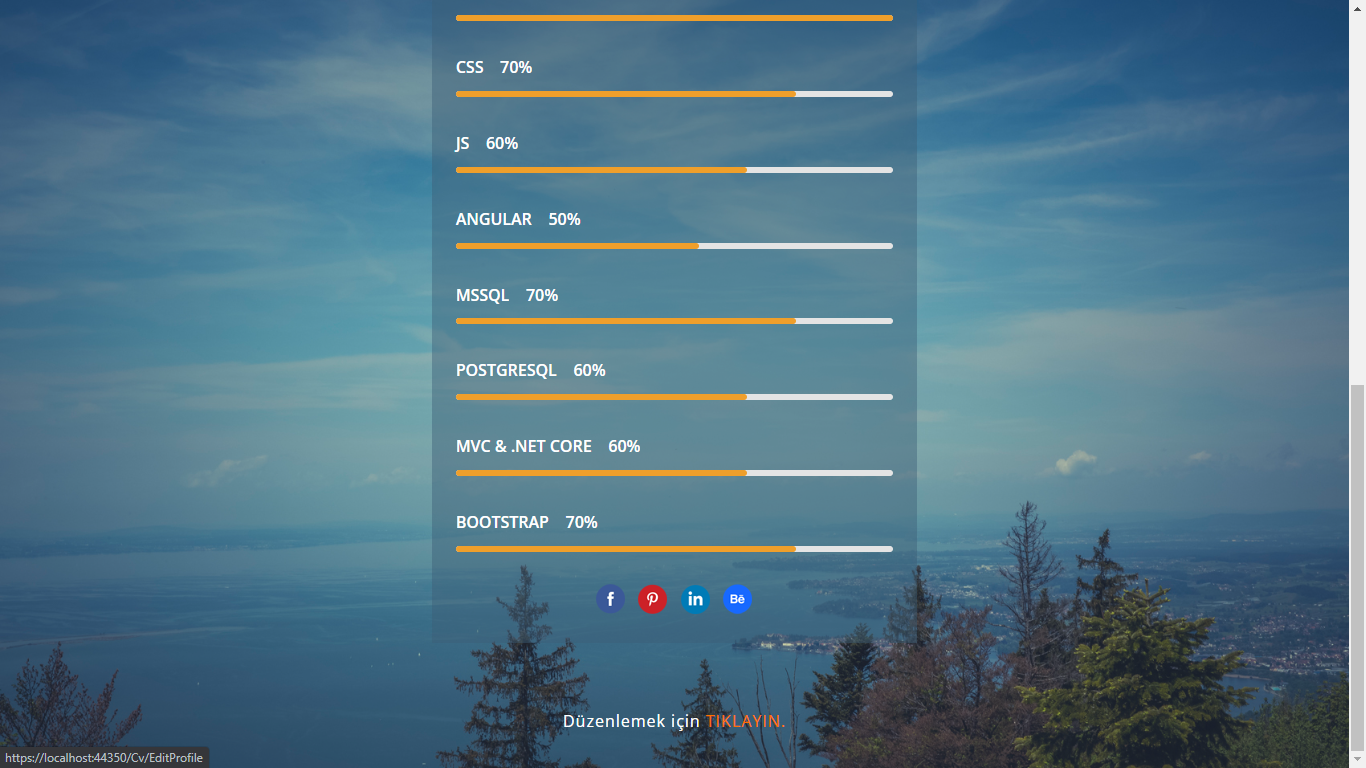 CSS 70%
JS 60%
ANGULAR 50%
MSSQL 70%
POSTGRESQL 60%
MVC & .NET CORE 60%
BOOTSTRAP 70%
f in Bē
Düzenlemek için TIKLAYIN.
https://localhost:44350/Cv/EditProfile